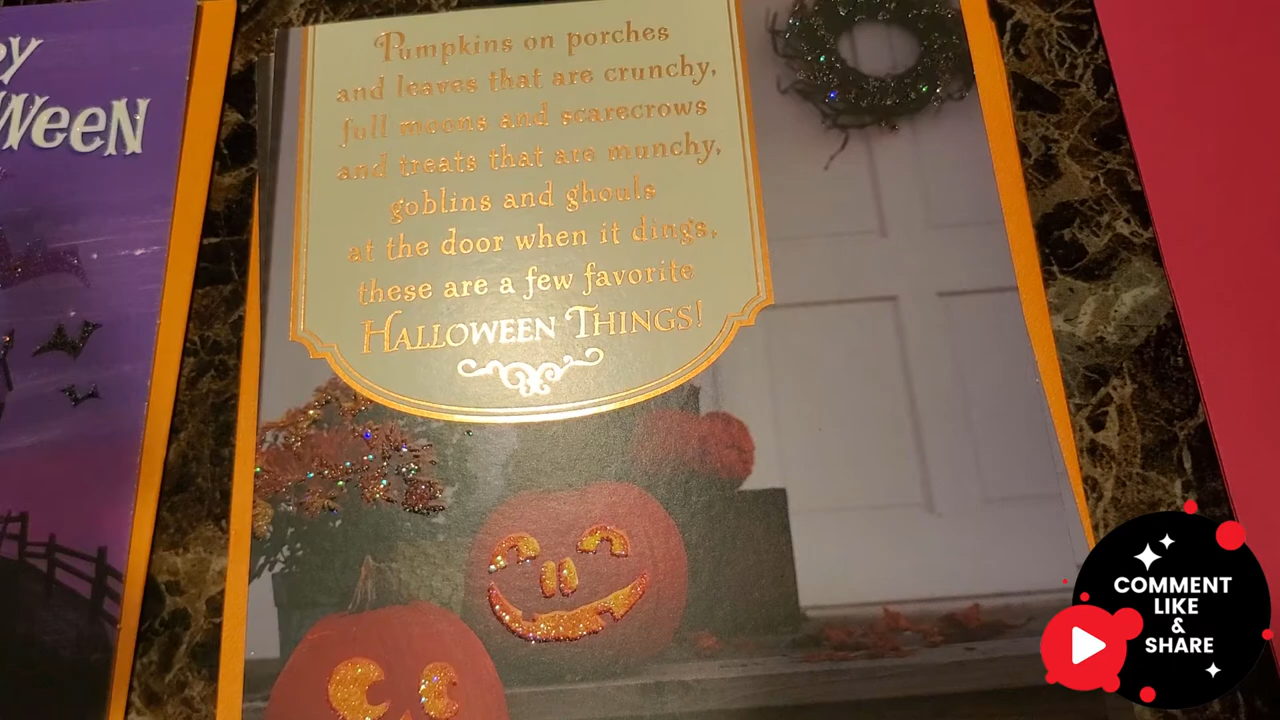 Pumpkins on porches
and leaves that are crunchy,
full moons and scarecrows
and treats that are munchy,
goblins and ghouls
at the door when it dings,
these are a few favorite
HALLOWEEN THINGS!
WeeN
COMMENT
LIKE
&
SHARE